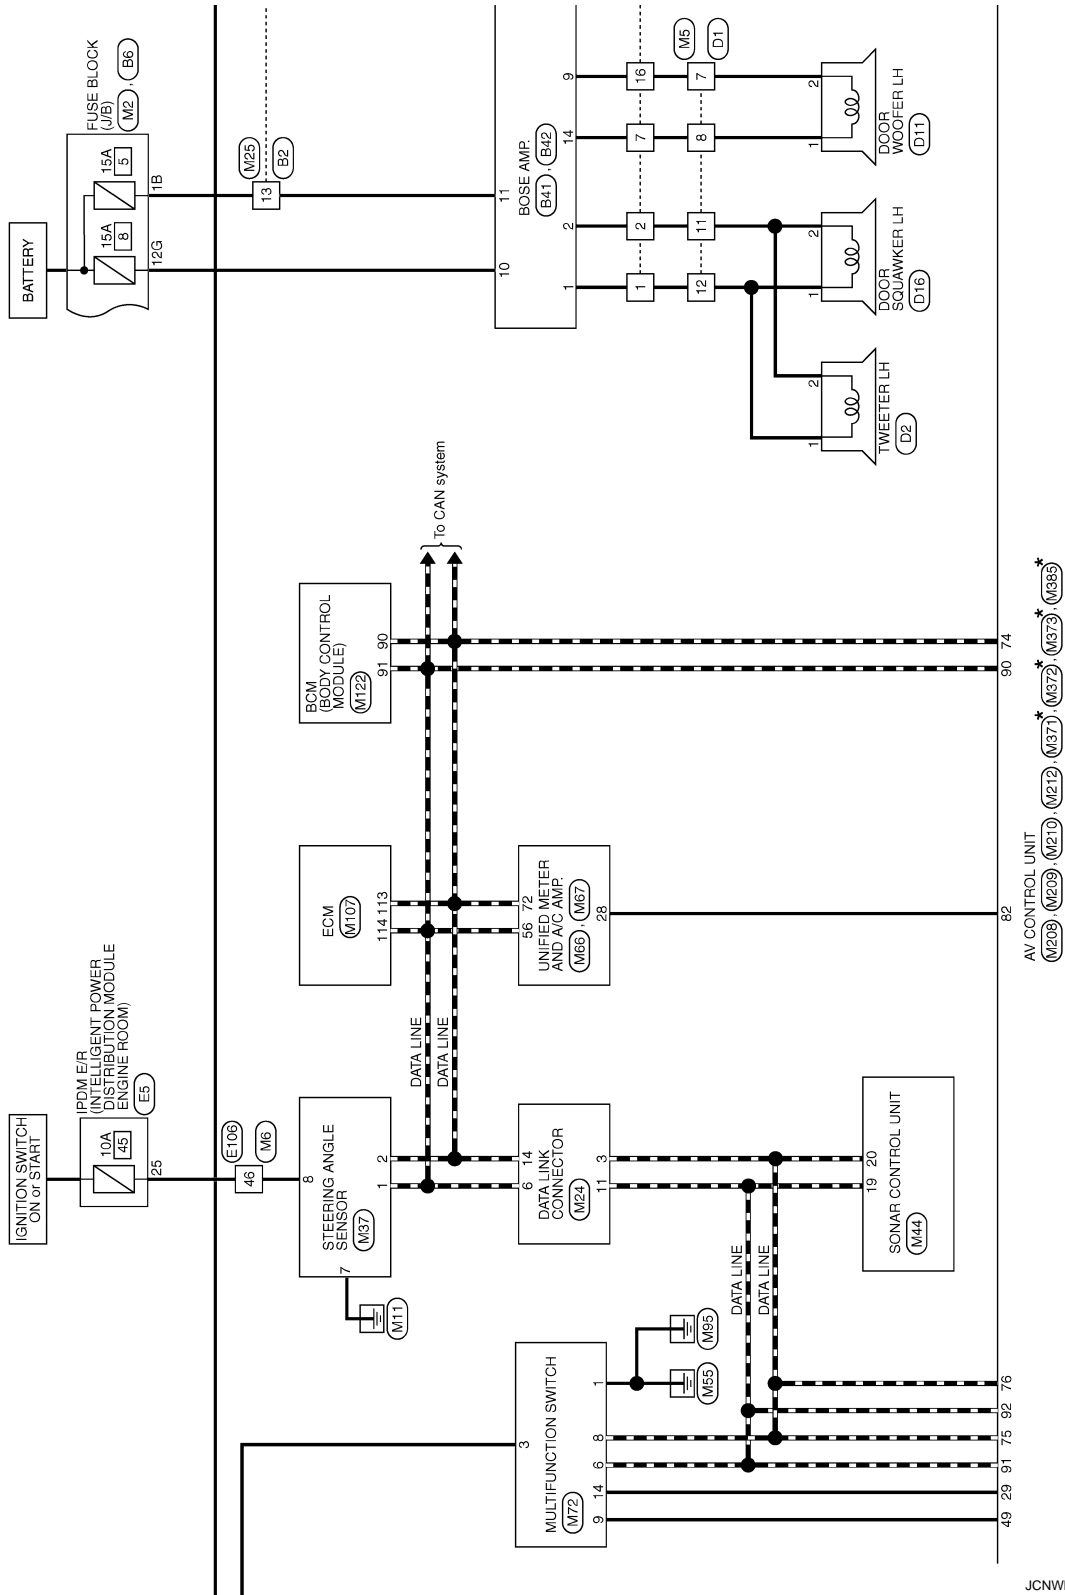 IGNITION SWITCH
ON or START
IPDM E/R
(INTELLIGENT POWER
DISTRIBUTION MODULE
ENGINE ROOM)
E5
10A
45
25
E106
M6
46
BATTERY
FUSE BLOCK
(J/B)
M2 , B6
15A
8
15A
5
12G
1B
M25
B2
13
3
MULTIFUNCTION SWITCH
M72
9
14
6
8
1
M55
M95
7
M11
8
STEERING ANGLE
SENSOR
M37
1
2
DATA LINE
DATA LINE
6
14
DATA LINK
CONNECTOR
M24
11
3
DATA LINE
DATA LINE
19
20
SONAR CONTROL UNIT
M44
ECM
M107
114
113
56
72
UNIFIED METER
AND A/C AMP.
M66 , M67
28
BCM
(BODY CONTROL
MODULE)
M122
91
90
To CAN system
10
11
BOSE AMP.
B41 , B42
1
2
14
9
1
2
7
16
12
11
8
7
M5
D1
1
2
TWEETER LH
D2
1
2
DOOR
SQUAWKER LH
D16
1
2
DOOR
WOOFER LH
D11
49
29
91
75
92
76
82
90
74
AV CONTROL UNIT
M208 , M209 , M210 , M212 , M371* , M372* , M373* , M385*